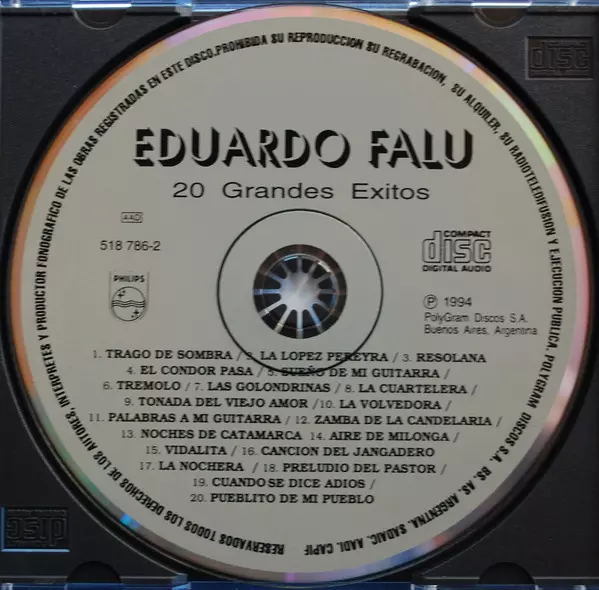 RESERVADOS TODOS LOS DERECHOS DE LOS AUTORES, INTERPRETES Y PRODUCTOR FONOGRAFICO DE LAS OBRAS REGISTRADAS EN ESTE DISCO.PROHIBIDA SU REPRODUCCION SU REGRABACION, SU ALQUILER, SU RADIOTELEDIFUSION Y EJECUCION PUBLICA. POLYGRAM DISCOS S.A. BS. AS. ARGENTNA. SADAIC. AADI. CAPIF
disc
EDUARDO FALU
20 Grandes Exitos
AAD
518 786-2
PHILIPS
COMPACT
disc
DIGITAL AUDIO
Ⓟ 1994
PolyGram Discos S.A.
Buenos Aires, Argentina
1. TRAGO DE SOMBRA / 2. LA LOPEZ PEREYRA / 3. RESOLANA
4. EL CONDOR PASA / 5. SUEÑO DE MI GUITARRA /
6. TREMOLO / 7. LAS GOLONDRINAS / 8. LA CUARTELERA /
9. TONADA DEL VIEJO AMOR / 10. LA VOLVEDORA /
11. PALABRAS A MI GUITARRA / 12. ZAMBA DE LA CANDELARIA /
13. NOCHES DE CATAMARCA 14. AIRE DE MILONGA /
15. VIDALITA / 16. CANCION DEL JANGADERO
17. LA NOCHERA / 18. PRELUDIO DEL PASTOR /
19. CUANDO SE DICE ADIOS /
20. PUEBLITO DE MI PUEBLO
disc